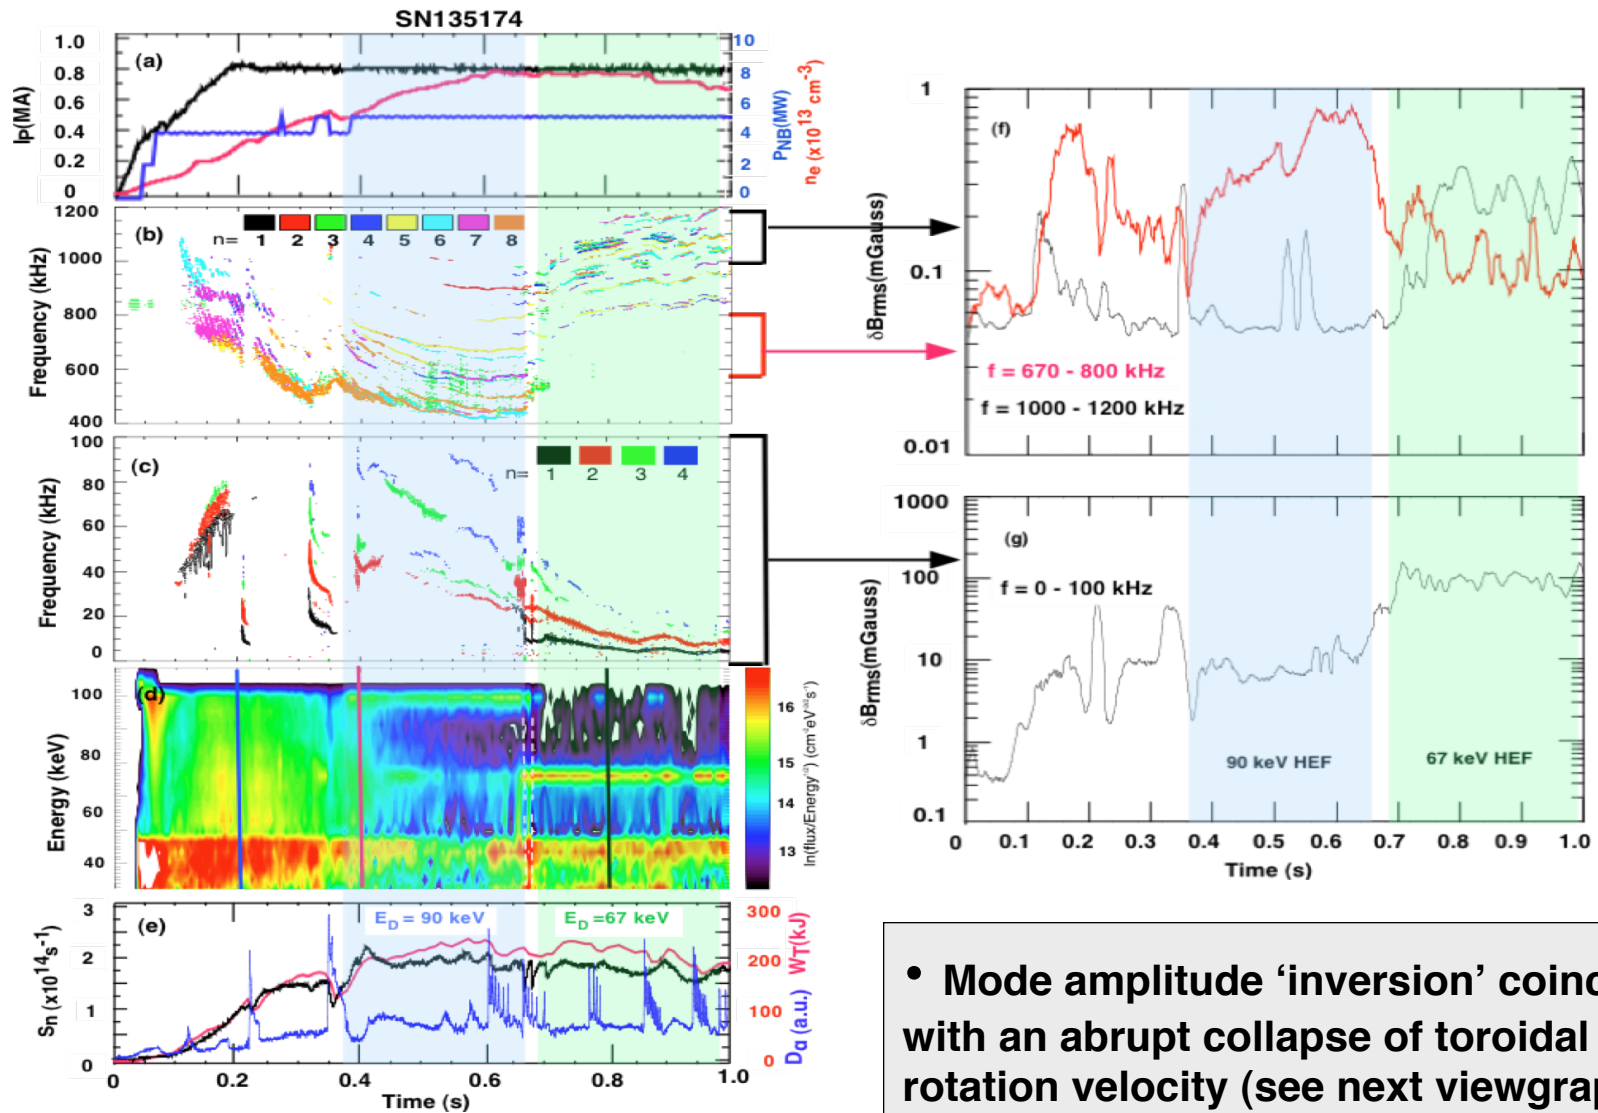 SN135174
(a)
Ip(MA)
1.0
0.8
0.6
0.4
0.2
0
10
8
6
4
2
0
PNB(MW)
ne (x10^13 cm^-3)
(b)
n= 1 2 3 4 5 6 7 8
Frequency (kHz)
1200
1000
800
600
400
(c)
n= 1 2 3 4
Frequency (kHz)
100
80
60
40
20
0
(d)
Energy (keV)
100
80
60
40
16
15
14
13
(e)
E_D = 90 keV
E_D =67 keV
Sn (x10^14 s^-1)
3
2
1
0
300
200
100
0
WT(kJ)
Dα (a.u.)
0 0.2 0.4 0.6 0.8 1.0
Time (s)
(f)
δBrms(mGauss)
1
0.1
0.01
f = 670 - 800 kHz
f = 1000 - 1200 kHz
(g)
δBrms(mGauss)
1000
100
10
1
0.1
f = 0 - 100 kHz
90 keV HEF
67 keV HEF
0 0.1 0.2 0.3 0.4 0.5 0.6 0.7 0.8 0.9 1.0
Time (s)
• Mode amplitude ‘inversion’ coinc
with an abrupt collapse of toroidal
rotation velocity (see next viewgrap